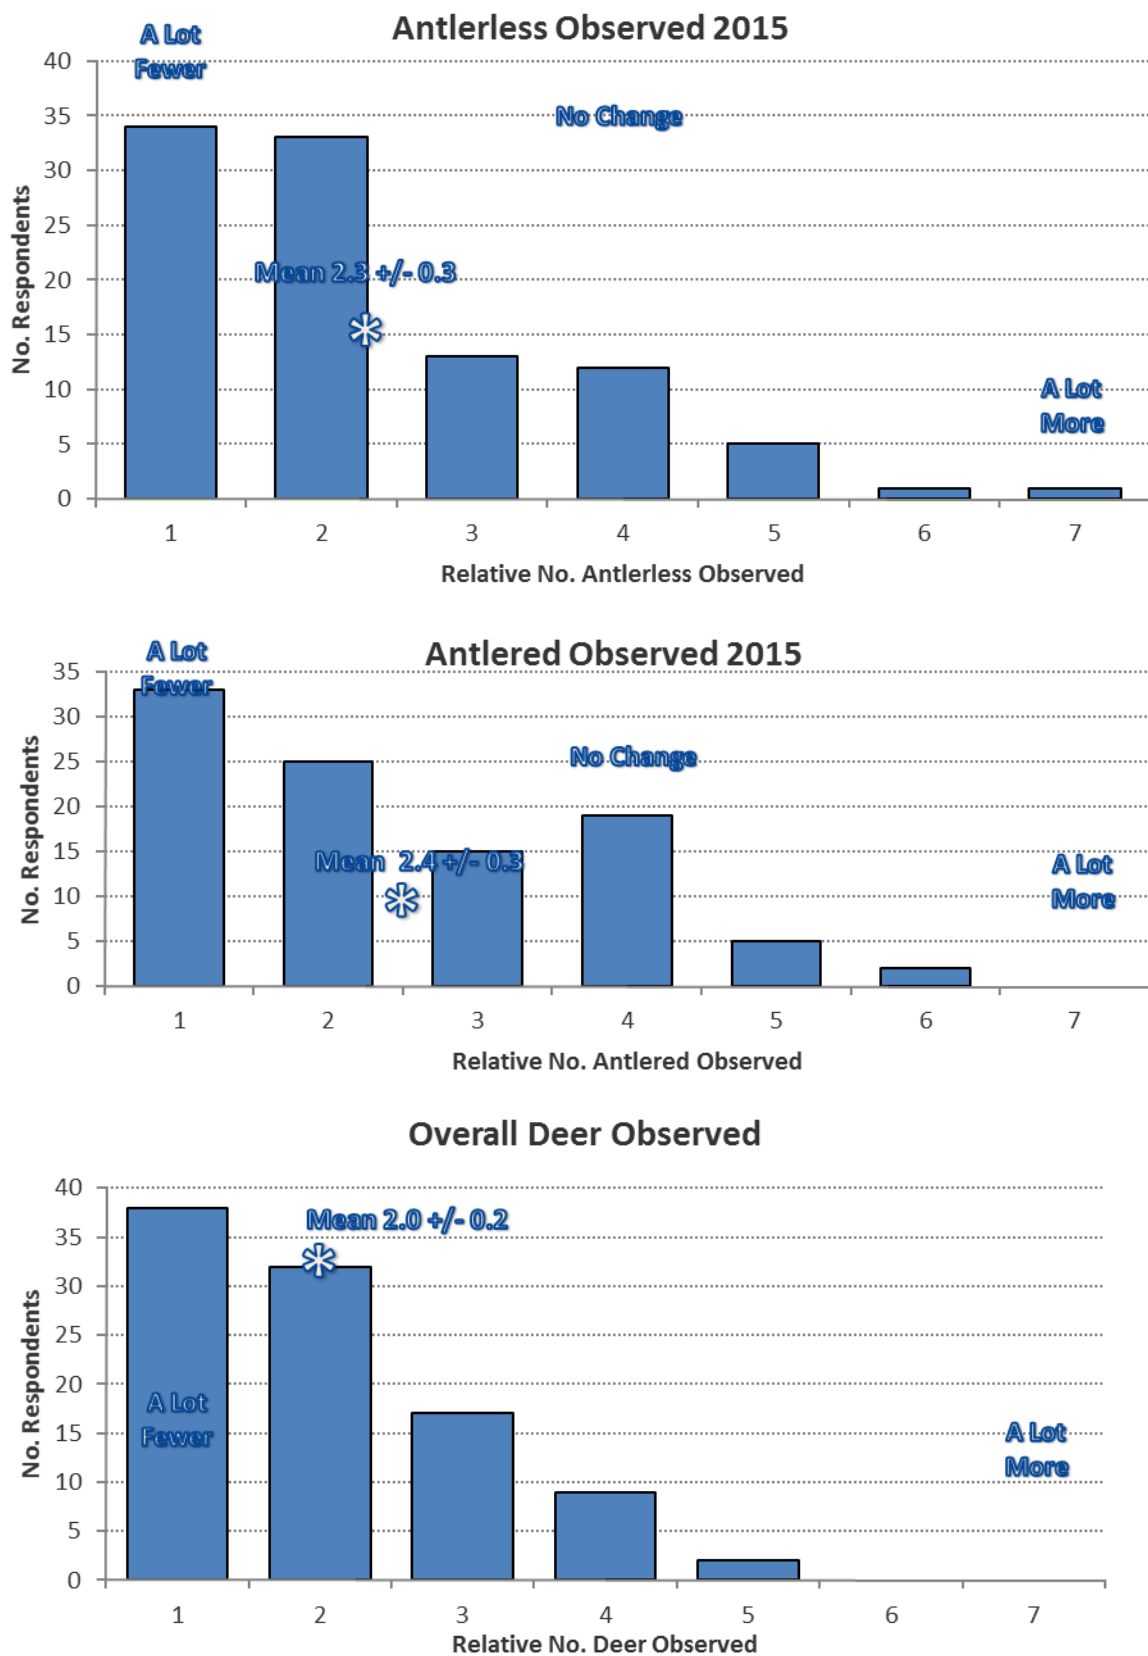 Antlerless Observed 2015
A Lot
Fewer
No Change
Mean 2.3 +/- 0.3
*
A Lot
More
40
35
30
25
20
15
10
5
0
No. Respondents
1 2 3 4 5 6 7
Relative No. Antlerless Observed
Antlered Observed 2015
A Lot
Fewer
No Change
Mean 2.4 +/- 0.3
*
A Lot
More
35
30
25
20
15
10
5
0
No. Respondents
1 2 3 4 5 6 7
Relative No. Antlered Observed
Overall Deer Observed
Mean 2.0 +/- 0.2
*
A Lot
Fewer
A Lot
More
40
35
30
25
20
15
10
5
0
No. Respondents
1 2 3 4 5 6 7
Relative No. Deer Observed